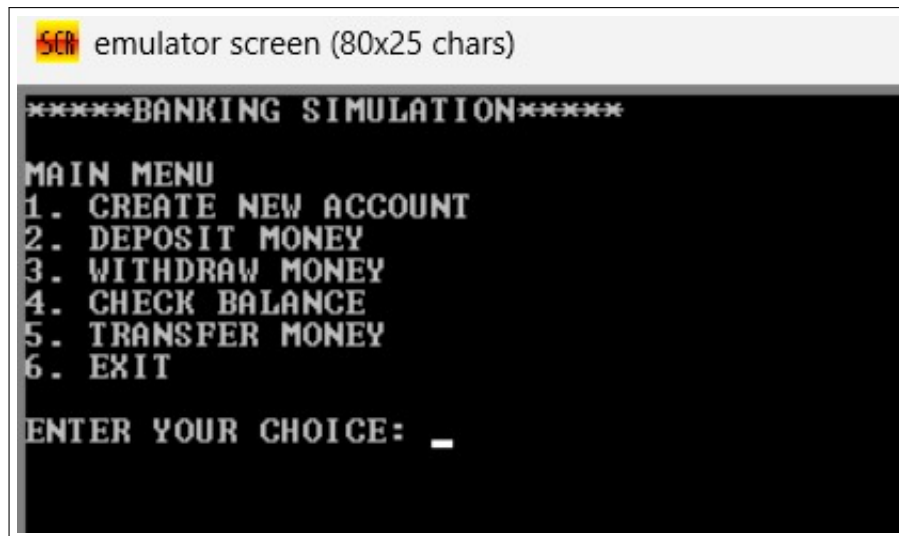 SCR emulator screen (80x25 chars)
*****BANKING SIMULATION*****
MAIN MENU
1. CREATE NEW ACCOUNT
2. DEPOSIT MONEY
3. WITHDRAW MONEY
4. CHECK BALANCE
5. TRANSFER MONEY
6. EXIT
ENTER YOUR CHOICE: _